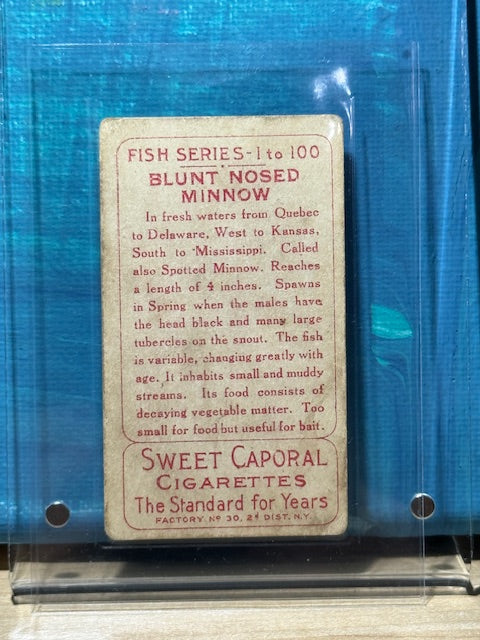 FISH SERIES - 1 to 100
BLUNT NOSED
MINNOW
In fresh waters from Quebec
to Delaware, West to Kansas,
South to Mississippi. Called
also Spotted Minnow. Reaches
a length of 4 inches. Spawns
in Spring when the males have
the head black and many large
tubercles on the snout. The fish
is variable, changing greatly with
age. It inhabits small and muddy
streams. Its food consists of
decaying vegetable matter. Too
small for food but useful for bait.
SWEET CAPORAL
CIGARETTES
The Standard for Years
FACTORY Nº 30, 2d DIST. N.Y.